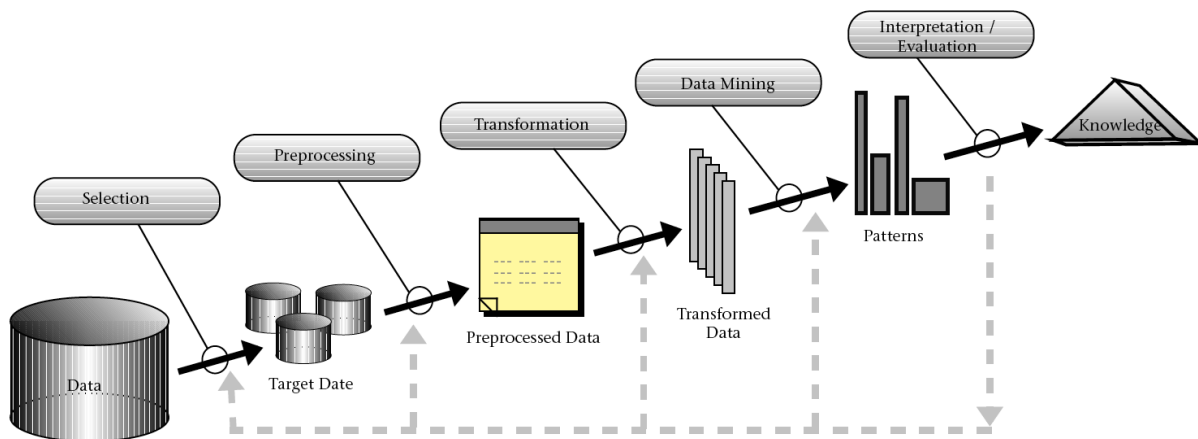 Interpretation /
Evaluation
Data Mining
Transformation
Preprocessing
Selection
Data
Target Date
Preprocessed Data
Transformed
Data
Patterns
Knowledge